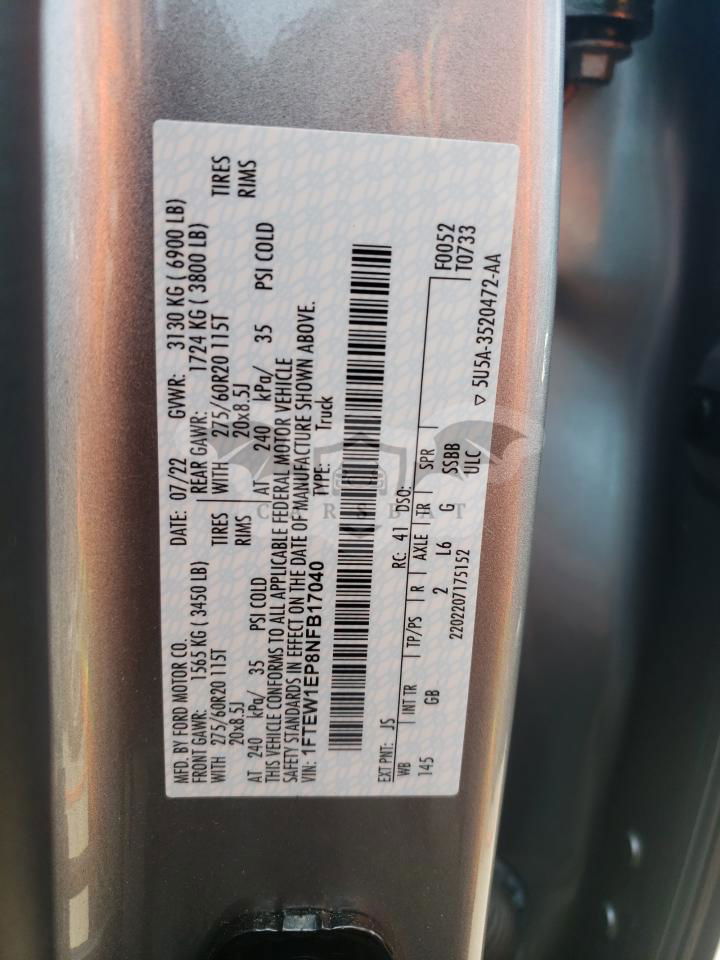 MFD. BY FORD MOTOR CO. DATE: 07/22 GVWR: 3130 KG ( 6900 LB)
FRONT GAWR: 1565 KG ( 3450 LB) REAR GAWR: 1724 KG ( 3800 LB)
WITH 275/60R20 115T TIRES WITH 275/60R20 115T TIRES
20x8.5J RIMS 20x8.5J RIMS
AT 240 kPa/ 35 PSI COLD AT 240 kPa/ 35 PSI COLD
THIS VEHICLE CONFORMS TO ALL APPLICABLE FEDERAL MOTOR VEHICLE
SAFETY STANDARDS IN EFFECT ON THE DATE OF MANUFACTURE SHOWN ABOVE.
VIN: 1FTEW1EP8NFB17040 TYPE: Truck
EXT PNT: JS RC: 41 DSO: F0052
WB INT TR TP/PS R AXLE TR SPR T0733
145 GB 2 L6 G SSBB
2202207175152 ULC ▽ 5U5A-3520472-AA